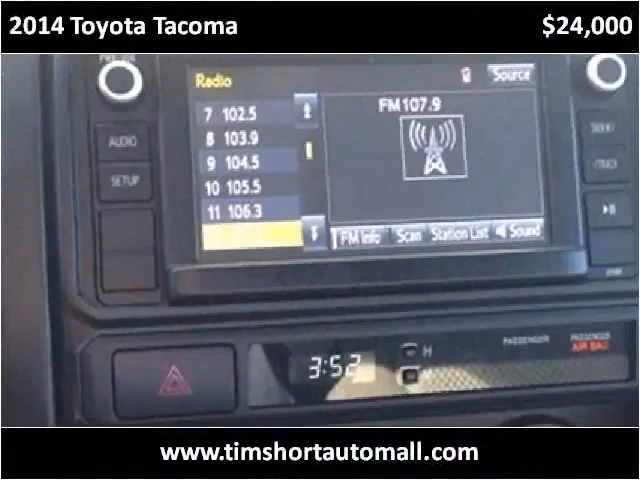 2014 Toyota Tacoma $24,000
Radio Source
FM107.9
7 102.5
8 103.9
9 104.5
10 105.5
11 106.3
FM Info Scan Station List Sound
AUDIO
SETUP
3:52
H
PASSENGER
PASSENGER
AIR BAG
www.timshortautomall.com